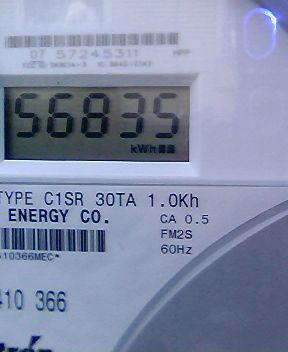 07 57245311
56835
kWh
TYPE C1SR 30TA 1.0Kh
ENERGY CO.
CA 0.5
FM2S
60Hz
10366MEC*
410 366